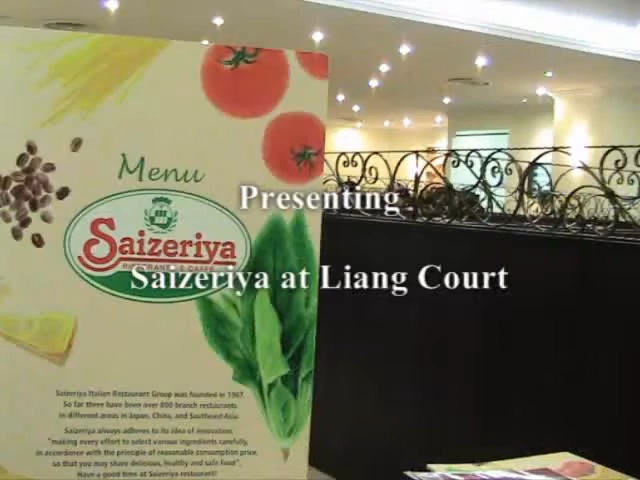 Menu
Saizeriya
RISTORANTE E CAFFÈ
Presenting
Saizeriya at Liang Court
Saizeriya Italian Restaurant Group was founded in 1967.
So far there have been over 800 branch restaurants
in different areas in Japan, China, and Southeast Asia.
Saizeriya always adheres to its idea of innovation,
"making every effort to select various ingredients carefully,
in accordance with the principle of reasonable consumption price,
so that you may share delicious, healthy and safe food".
Have a good time at Saizeriya restaurant!